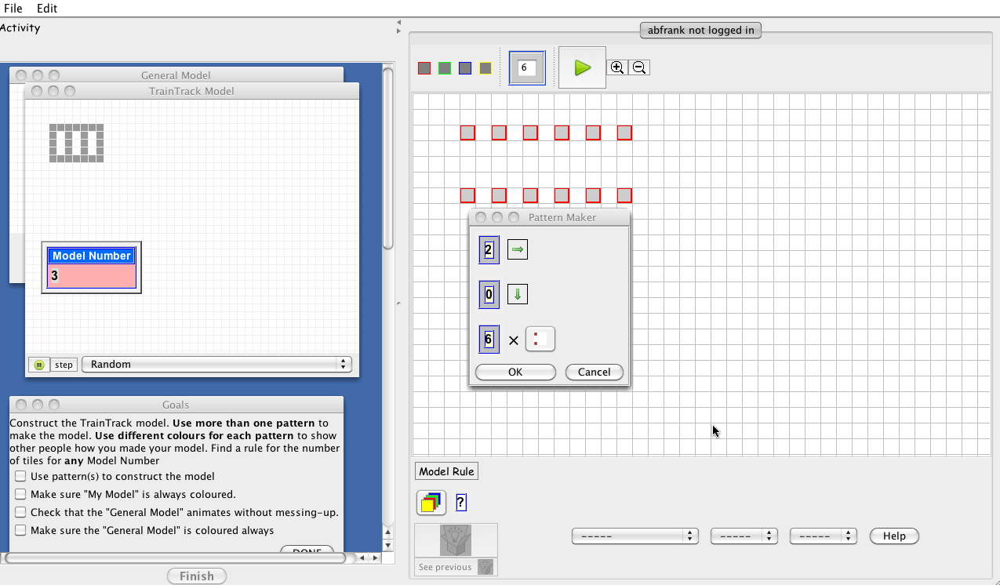 File Edit
Activity
abfrank not logged in
General Model
TrainTrack Model
6
Model Number
3
Pattern Maker
2
0
6 ×
OK Cancel
step Random
Goals
Construct the TrainTrack model. Use more than one pattern to
make the model. Use different colours for each pattern to show
other people how you made your model. Find a rule for the number
of tiles for any Model Number
Use pattern(s) to construct the model
Make sure "My Model" is always coloured.
Check that the "General Model" animates without messing-up.
Make sure the "General Model" is coloured always
DONE
Finish
Model Rule
?
----- ----- ----- Help
See previous